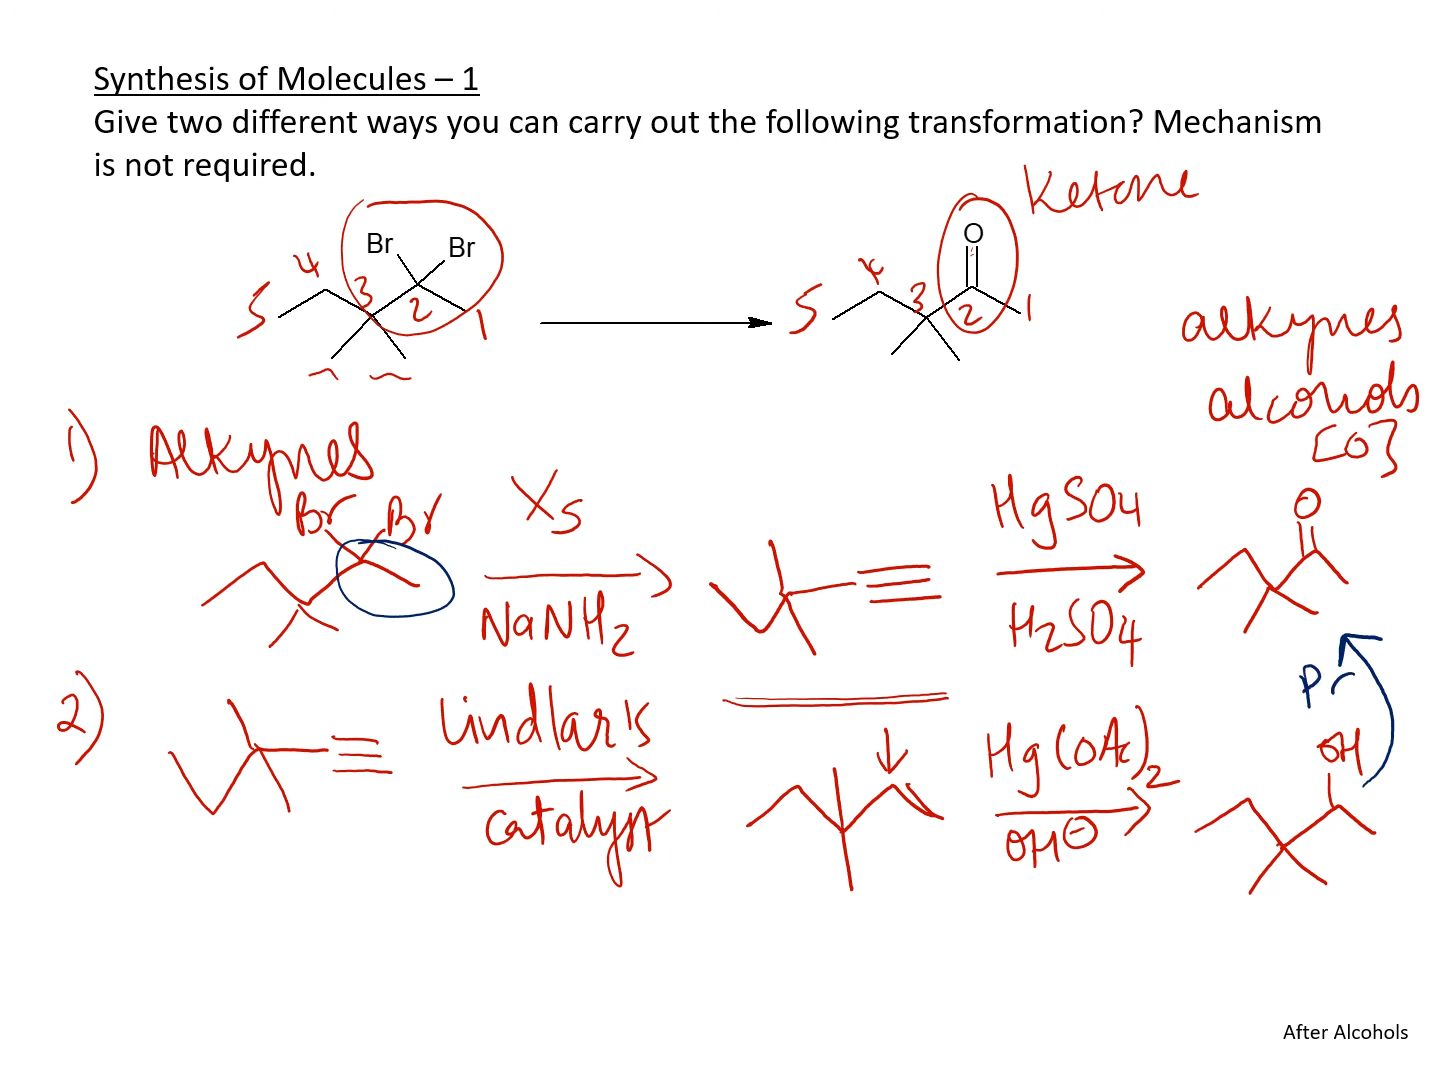 Synthesis of Molecules – 1
Give two different ways you can carry out the following transformation? Mechanism
is not required.
Ketone
Br Br
O
5 4 3 2 1
5 4 3 2 1
alkynes
alcohols
[O]
1) Alkynes
Br Br
XS
NaNH2
HgSO4
H2SO4
O
2)
Lindlar's
catalyst
Hg(OAc)2
OH⊖
P
OH
After Alcohols